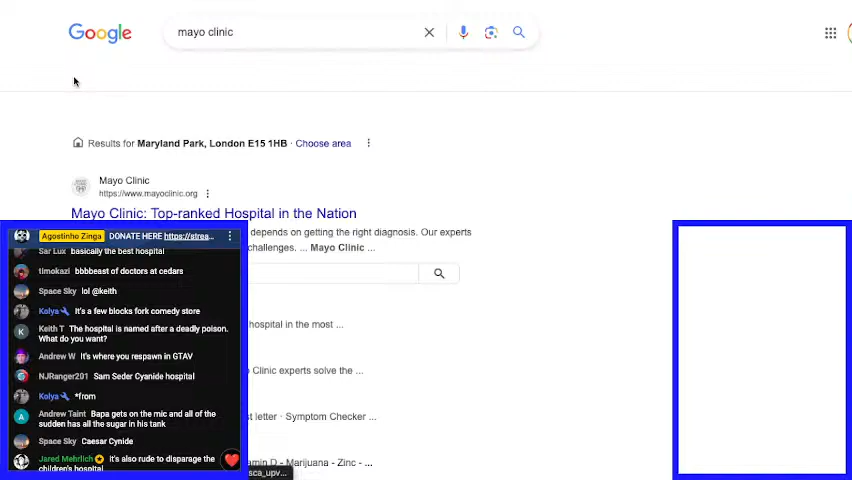 Google
mayo clinic
Results for Maryland Park, London E15 1HB · Choose area
Mayo Clinic
https://www.mayoclinic.org
Mayo Clinic: Top-ranked Hospital in the Nation
depends on getting the right diagnosis. Our experts
challenges. ... Mayo Clinic ...
hospital in the most ...
Clinic experts solve the ...
st letter · Symptom Checker ...
min D - Marijuana - Zinc - ...
sca_upv...
Agostinho Zinga DONATE HERE https://strea...
Sar Lux basically the best hospital
timokazi bbbbeast of doctors at cedars
Space Sky lol @keith
Kolya It's a few blocks fork comedy store
Keith T The hospital is named after a deadly poison.
What do you want?
Andrew W It's where you respawn in GTAV
NJRanger201 Sam Seder Cyanide hospital
Kolya *from
Andrew Taint Bapa gets on the mic and all of the
sudden has all the sugar in his tank
Space Sky Caesar Cynide
Jared Mehrlich it's also rude to disparage the
children's hospital